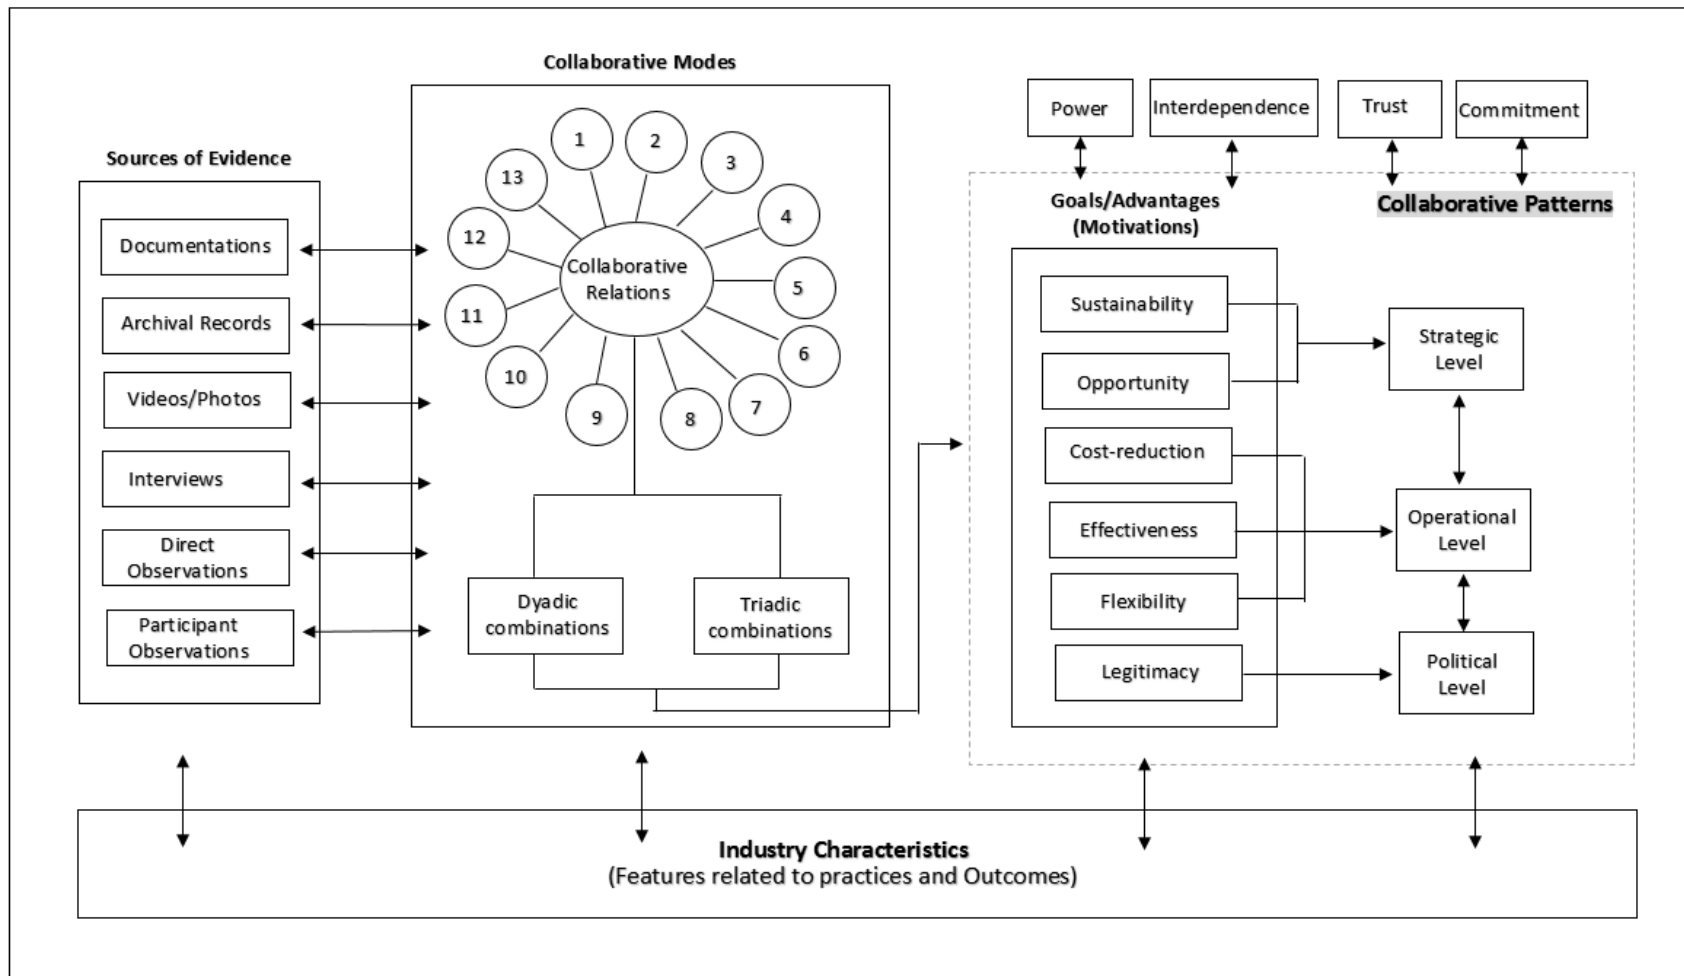 Collaborative Modes
Sources of Evidence
Documentations
Archival Records
Videos/Photos
Interviews
Direct
Observations
Participant
Observations
1
2
3
4
5
6
7
8
9
10
11
12
13
Collaborative
Relations
Dyadic
combinations
Triadic
combinations
Power
Interdependence
Trust
Commitment
Goals/Advantages
(Motivations)
Collaborative Patterns
Sustainability
Opportunity
Cost-reduction
Effectiveness
Flexibility
Legitimacy
Strategic
Level
Operational
Level
Political
Level
Industry Characteristics
(Features related to practices and Outcomes)